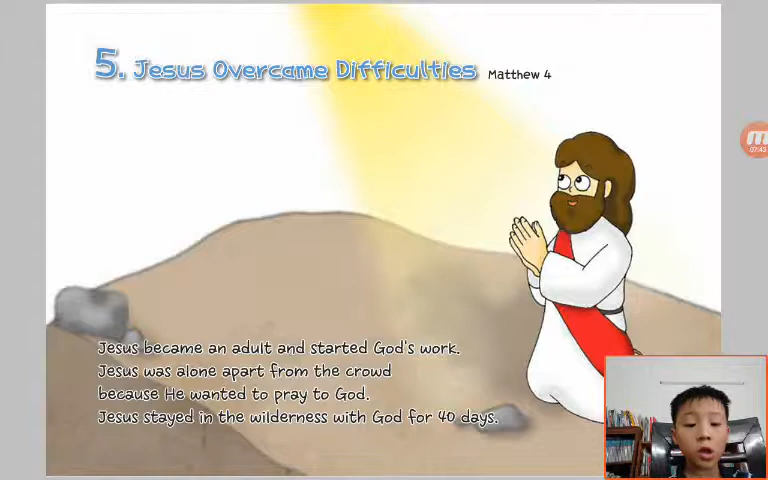 5. Jesus Overcame Difficulties Matthew 4
Jesus became an adult and started God's work.
Jesus was alone apart from the crowd
because He wanted to pray to God.
Jesus stayed in the wilderness with God for 40 days.
M
07:43